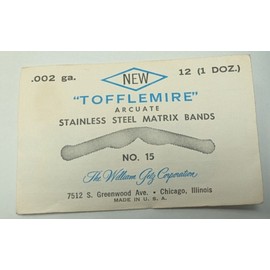 .002 ga.
NEW
12 (1 DOZ.)
"TOFFLEMIRE"
ARCUATE
STAINLESS STEEL MATRIX BANDS
NO. 15
The William Getz Corporation
7512 S. Greenwood Ave. • Chicago, Illinois
MADE IN U. S. A.